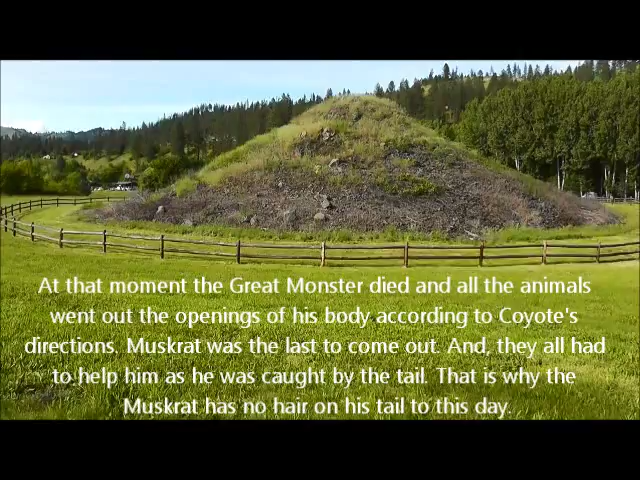 At that moment the Great Monster died and all the animals
went out the openings of his body according to Coyote's
directions. Muskrat was the last to come out. And, they all had
to help him as he was caught by the tail. That is why the
Muskrat has no hair on his tail to this day.